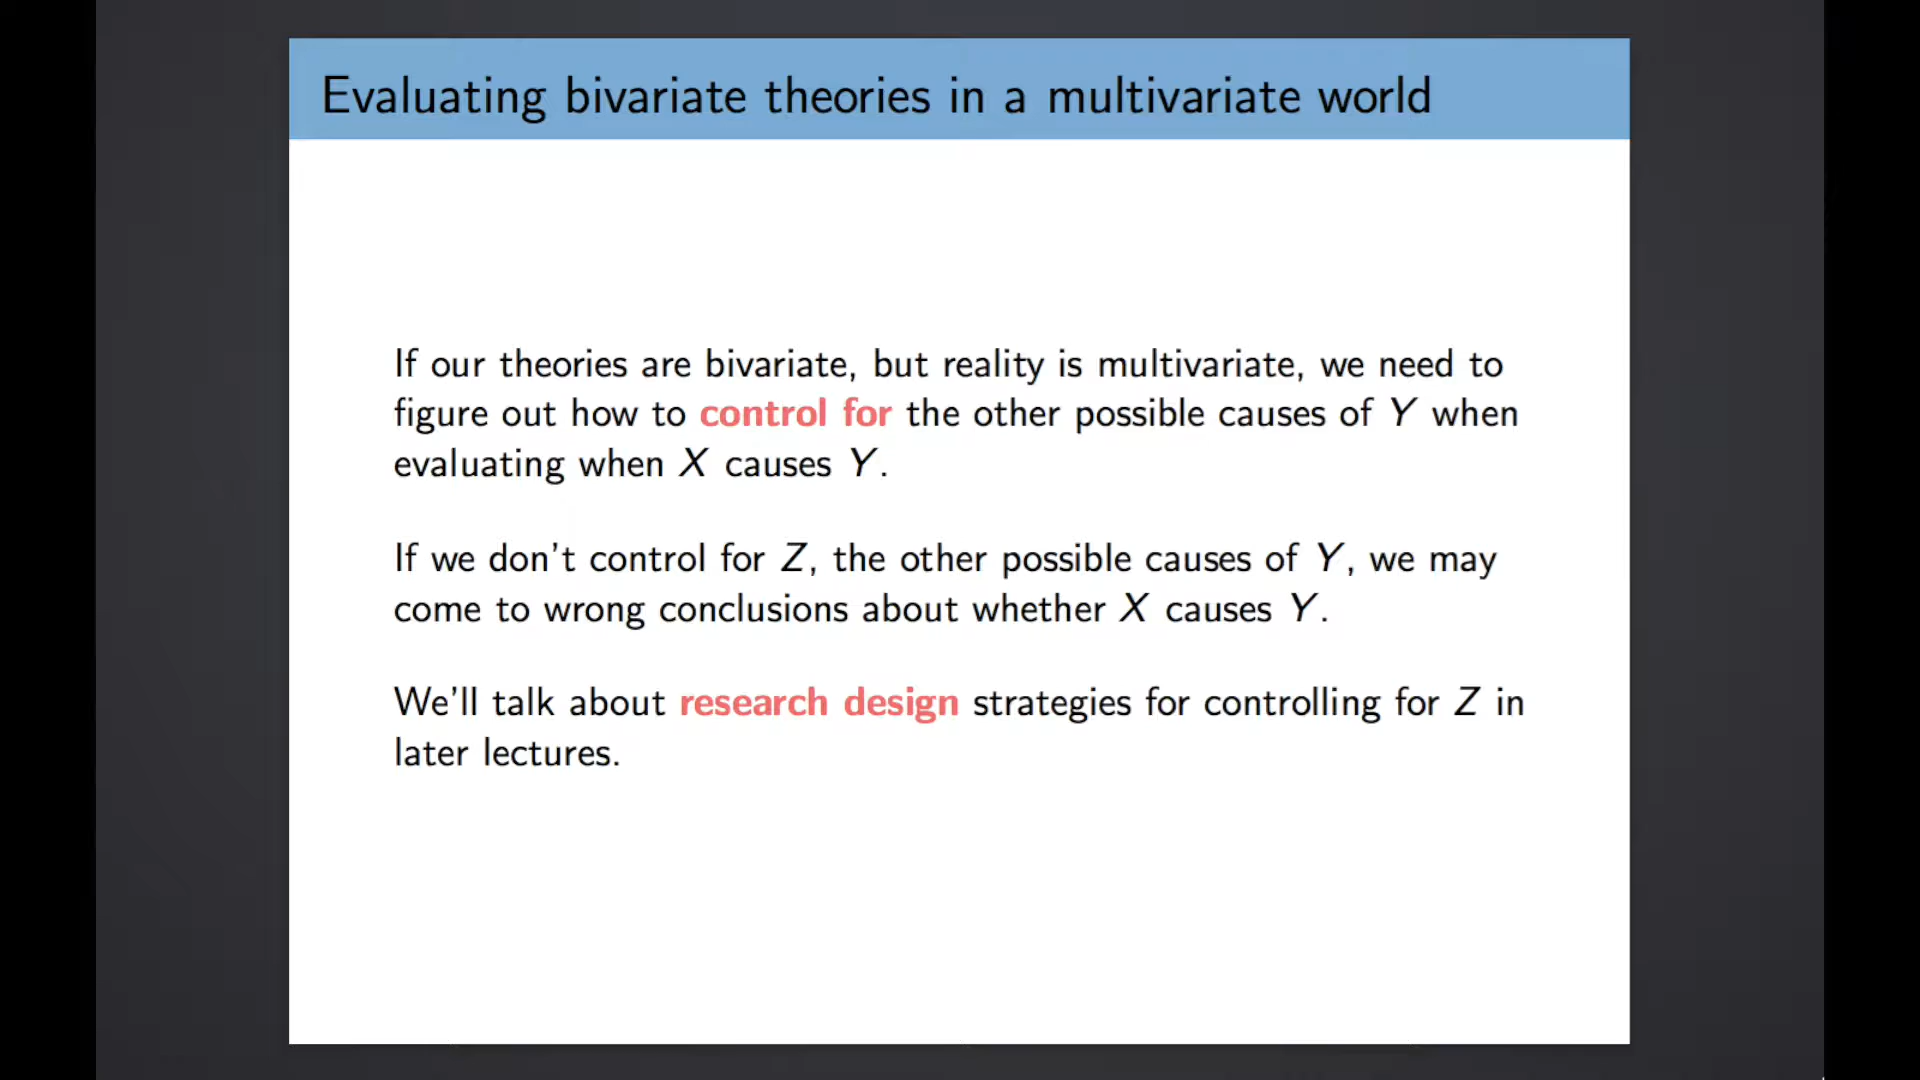 Evaluating bivariate theories in a multivariate world
If our theories are bivariate, but reality is multivariate, we need to
figure out how to control for the other possible causes of Y when
evaluating when X causes Y.
If we don't control for Z, the other possible causes of Y, we may
come to wrong conclusions about whether X causes Y.
We'll talk about research design strategies for controlling for Z in
later lectures.